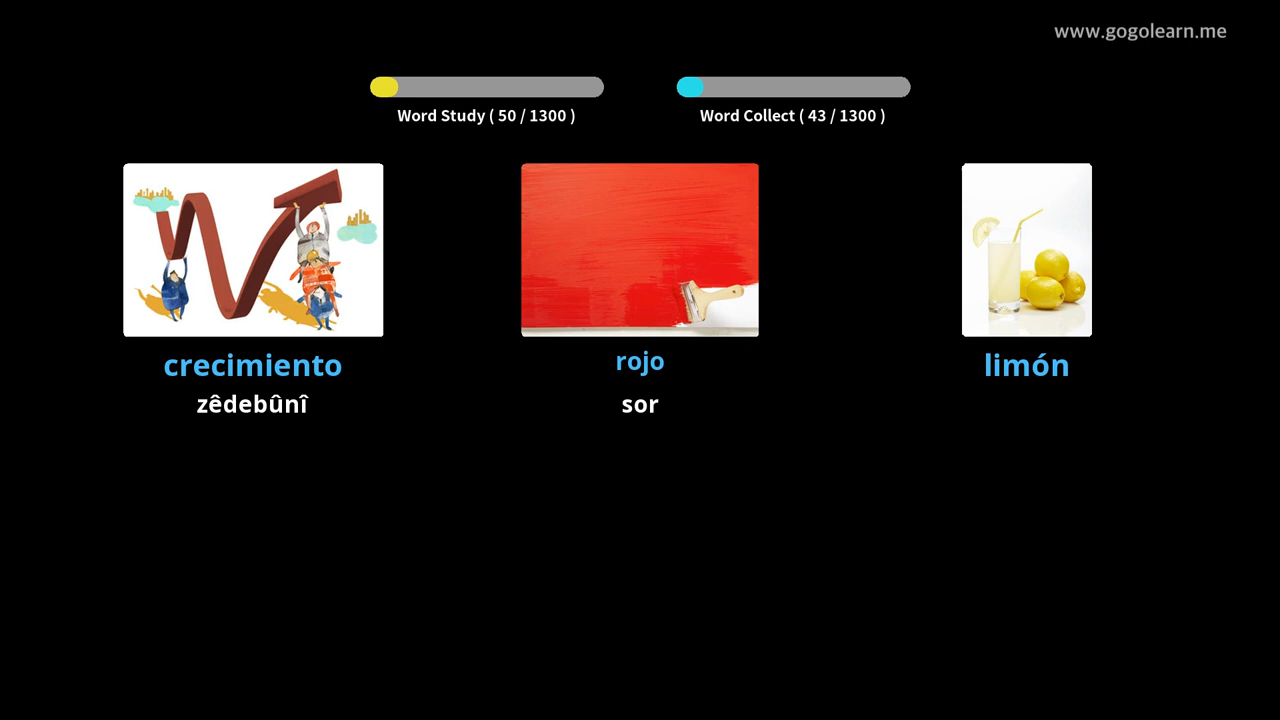 www.gogolearn.me
Word Study ( 50 / 1300 )
Word Collect ( 43 / 1300 )
crecimiento
zêdebûnî
rojo
sor
limón